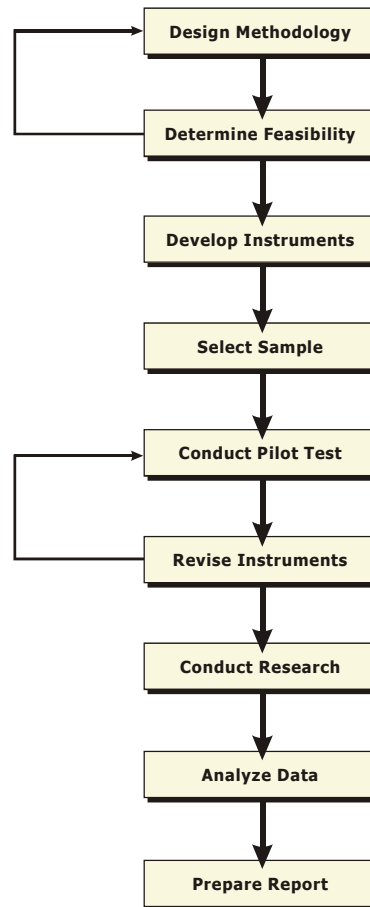 Design Methodology
Determine Feasibility
Develop Instruments
Select Sample
Conduct Pilot Test
Revise Instruments
Conduct Research
Analyze Data
Prepare Report